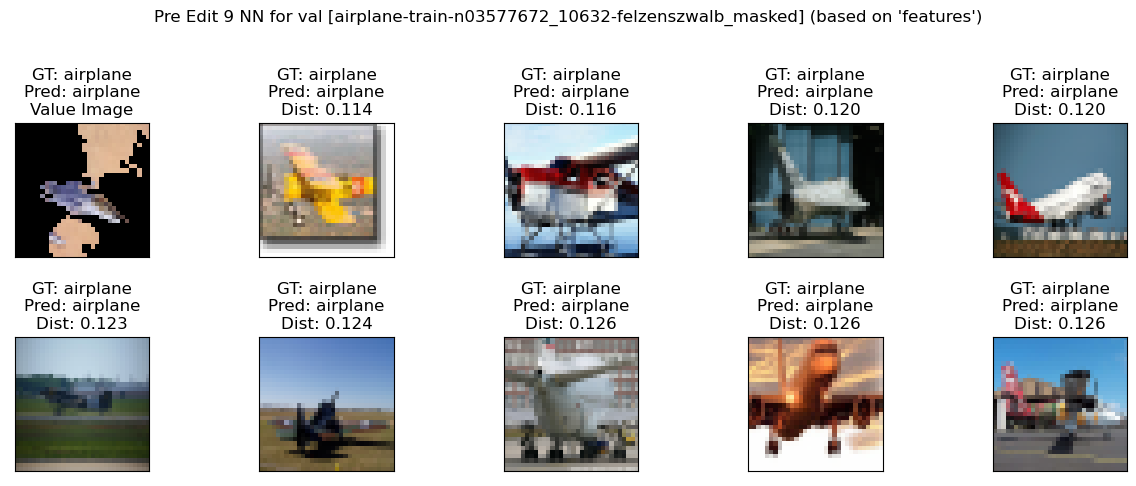 Pre Edit 9 NN for val [airplane-train-n03577672_10632-felzenszwalb_masked] (based on 'features')
GT: airplane
Pred: airplane
Value Image
GT: airplane
Pred: airplane
Dist: 0.114
GT: airplane
Pred: airplane
Dist: 0.116
GT: airplane
Pred: airplane
Dist: 0.120
GT: airplane
Pred: airplane
Dist: 0.120
GT: airplane
Pred: airplane
Dist: 0.123
GT: airplane
Pred: airplane
Dist: 0.124
GT: airplane
Pred: airplane
Dist: 0.126
GT: airplane
Pred: airplane
Dist: 0.126
GT: airplane
Pred: airplane
Dist: 0.126